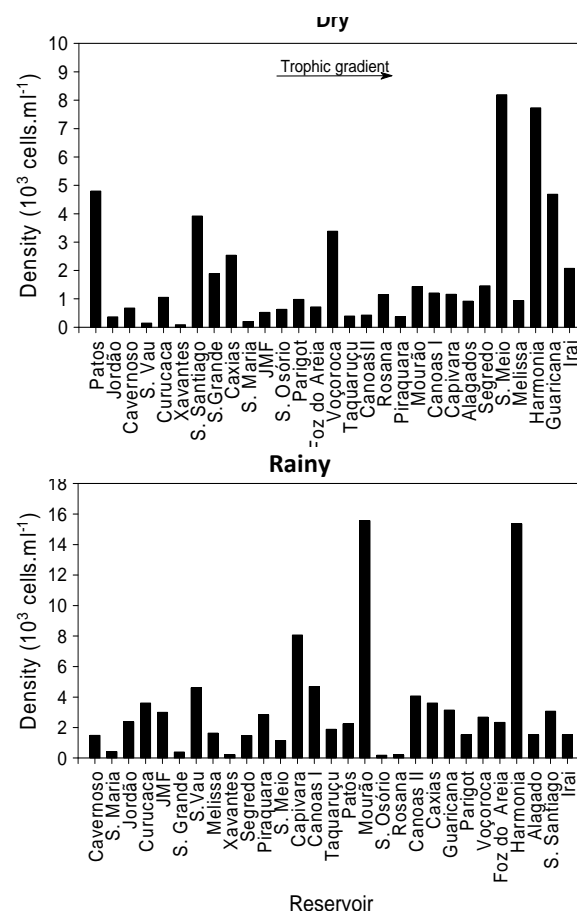 Dry
10
9
8
7
6
5
4
3
2
1
0
Density (10³ cells.ml⁻¹)
Trophic gradient
Patos
Jordão
Cavernoso
S. Vau
Curucaca
Xavantes
S. Santiago
S.Grande
Caxias
S. Maria
JMF
S. Osório
Parigot
Foz do Areia
Voçoroca
Taquaruçu
CanoasII
Rosana
Piraquara
Mourão
Canoas I
Capivara
Alagados
Segredo
S. Meio
Melissa
Harmonia
Guaricana
Irai
Rainy
18
16
14
12
10
8
6
4
2
0
Density (10³ cells.ml⁻¹)
Cavernoso
S. Maria
Jordão
Curucaca
JMF
S. Grande
S.Vau
Melissa
Xavantes
Segredo
Piraquara
S. Meio
Capivara
Canoas I
Taquaruçu
Patos
Mourão
S. Osório
Rosana
Canoas II
Caxias
Guaricana
Parigot
Voçoroca
Foz do Areia
Harmonia
Alagado
S. Santiago
Irai
Reservoir